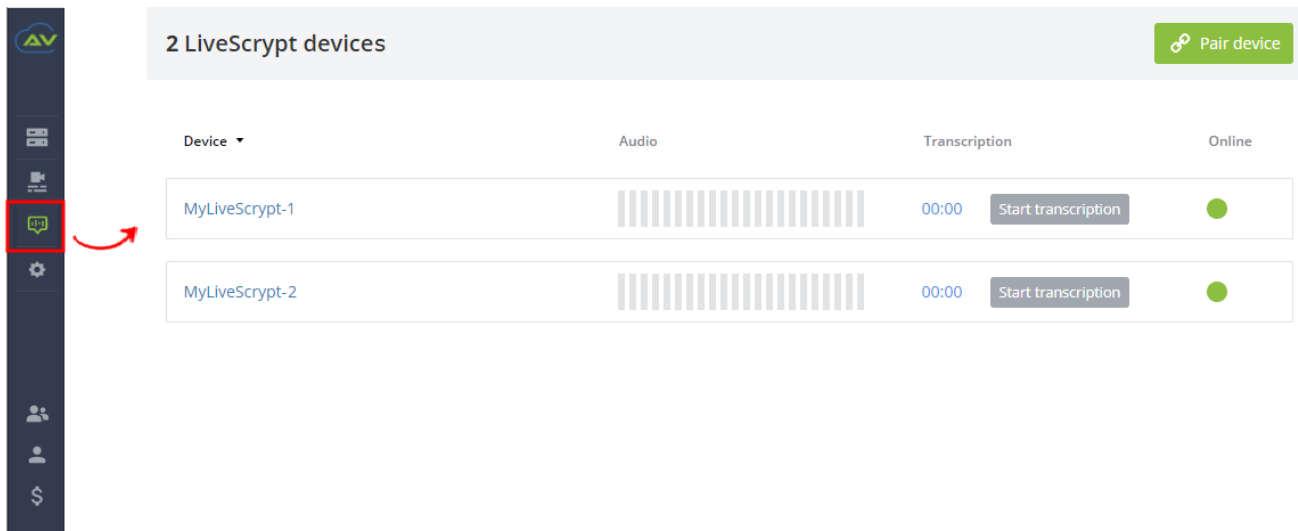 AV
2 LiveScrypt devices
Pair device
Device Audio Transcription Online
MyLiveScrypt-1 00:00 Start transcription
MyLiveScrypt-2 00:00 Start transcription
$